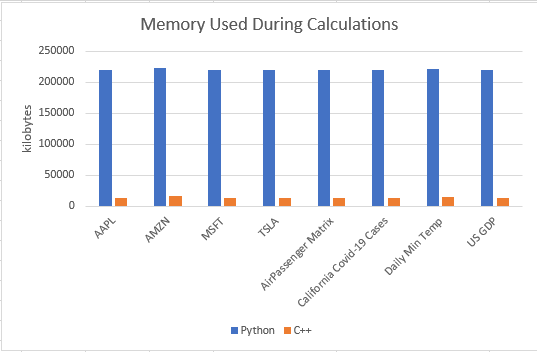 Memory Used During Calculations
250000
200000
150000
100000
50000
0
kilobytes
AAPL
AMZN
MSFT
TSLA
AirPassenger Matrix
California Covid-19 Cases
Daily Min Temp
US GDP
Python
C++